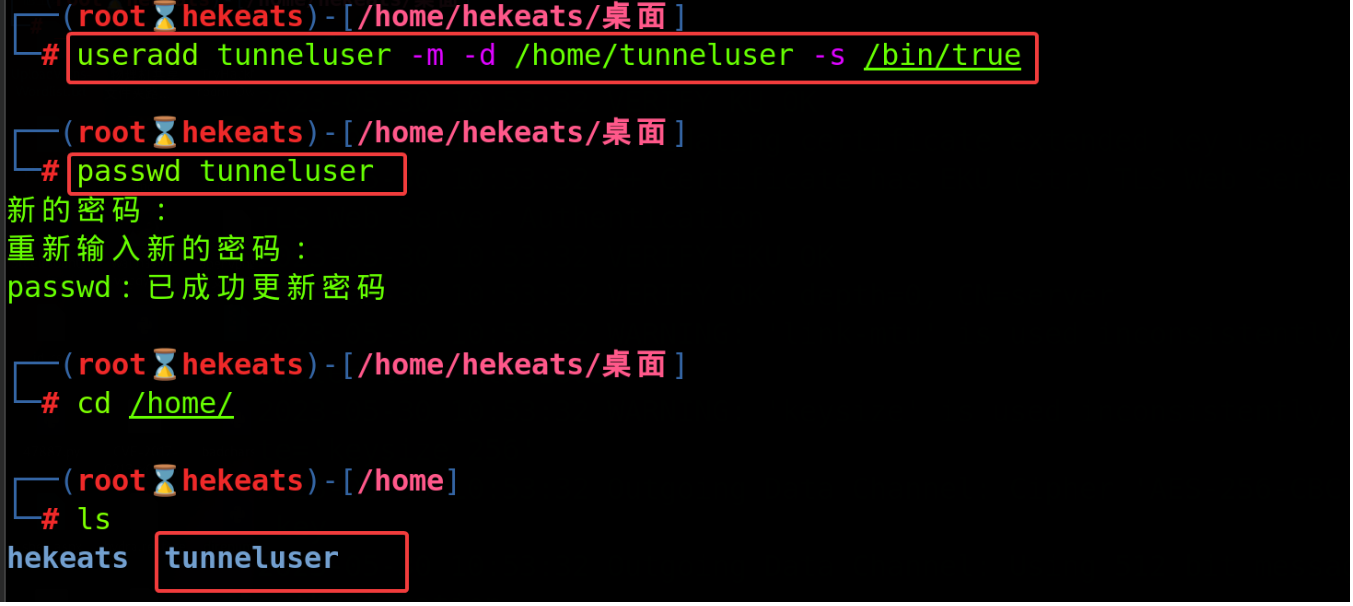 ┌──(root⌛hekeats)-[/home/hekeats/桌面]
└─# useradd tunneluser -m -d /home/tunneluser -s /bin/true
┌──(root⌛hekeats)-[/home/hekeats/桌面]
└─# passwd tunneluser
新的密码：
重新输入新的密码：
passwd：已成功更新密码
┌──(root⌛hekeats)-[/home/hekeats/桌面]
└─# cd /home/
┌──(root⌛hekeats)-[/home]
└─# ls
hekeats tunneluser